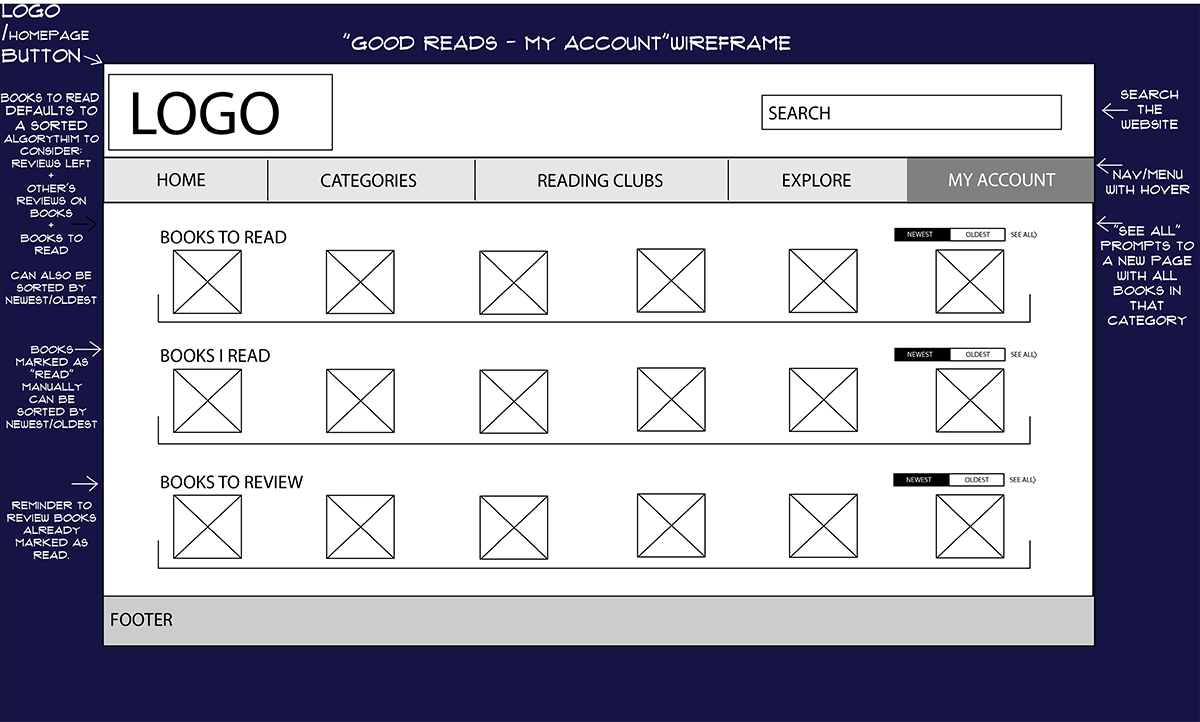 LOGO
/HOMEPAGE
BUTTON
"GOOD READS - MY ACCOUNT"WIREFRAME
LOGO
SEARCH
HOME
CATEGORIES
READING CLUBS
EXPLORE
MY ACCOUNT
BOOKS TO READ
DEFAULTS TO
A SORTED
ALGORYTHIM TO
CONSIDER:
REVIEWS LEFT
+
OTHER'S
REVIEWS ON
BOOKS
+
BOOKS TO
READ
CAN ALSO BE
SORTED BY
NEWEST/OLDEST
BOOKS
MARKED AS
"READ"
MANUALLY
CAN BE
SORTED BY
NEWEST/OLDEST
REMINDER TO
REVIEW BOOKS
ALREADY
MARKED AS
READ.
BOOKS TO READ
NEWEST
OLDEST
SEE ALL>
BOOKS I READ
NEWEST
OLDEST
SEE ALL>
BOOKS TO REVIEW
NEWEST
OLDEST
SEE ALL>
FOOTER
SEARCH
THE
WEBSITE
NAV/MENU
WITH HOVER
"SEE ALL"
PROMPTS TO
A NEW PAGE
WITH ALL
BOOKS IN
THAT
CATEGORY